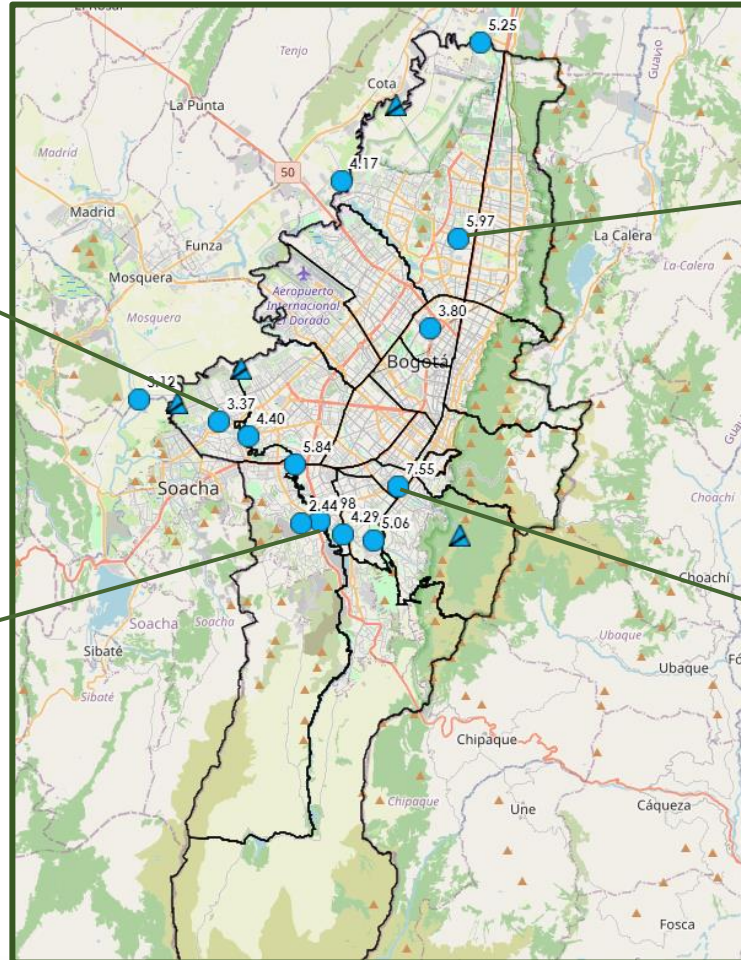 5.25
Tenjo
Cota
La Punta
Guavio
50
4.17
Madrid
Madrid
5.97
La Calera
Funza
Mosquera
La-Calera
Aeropuerto
Internacional
El Dorado
Mosquera
3.80
Bogotá
3.12
3.37
4.40
5.84
7.55
Soacha
Choachí
2.44
98
4.29
5.06
Choachí
Soacha
Soacha
Ubaque
Sibaté
Ubaque
Sibaté
Chipaque
Chipaque
Une
Cáqueza
Fosca